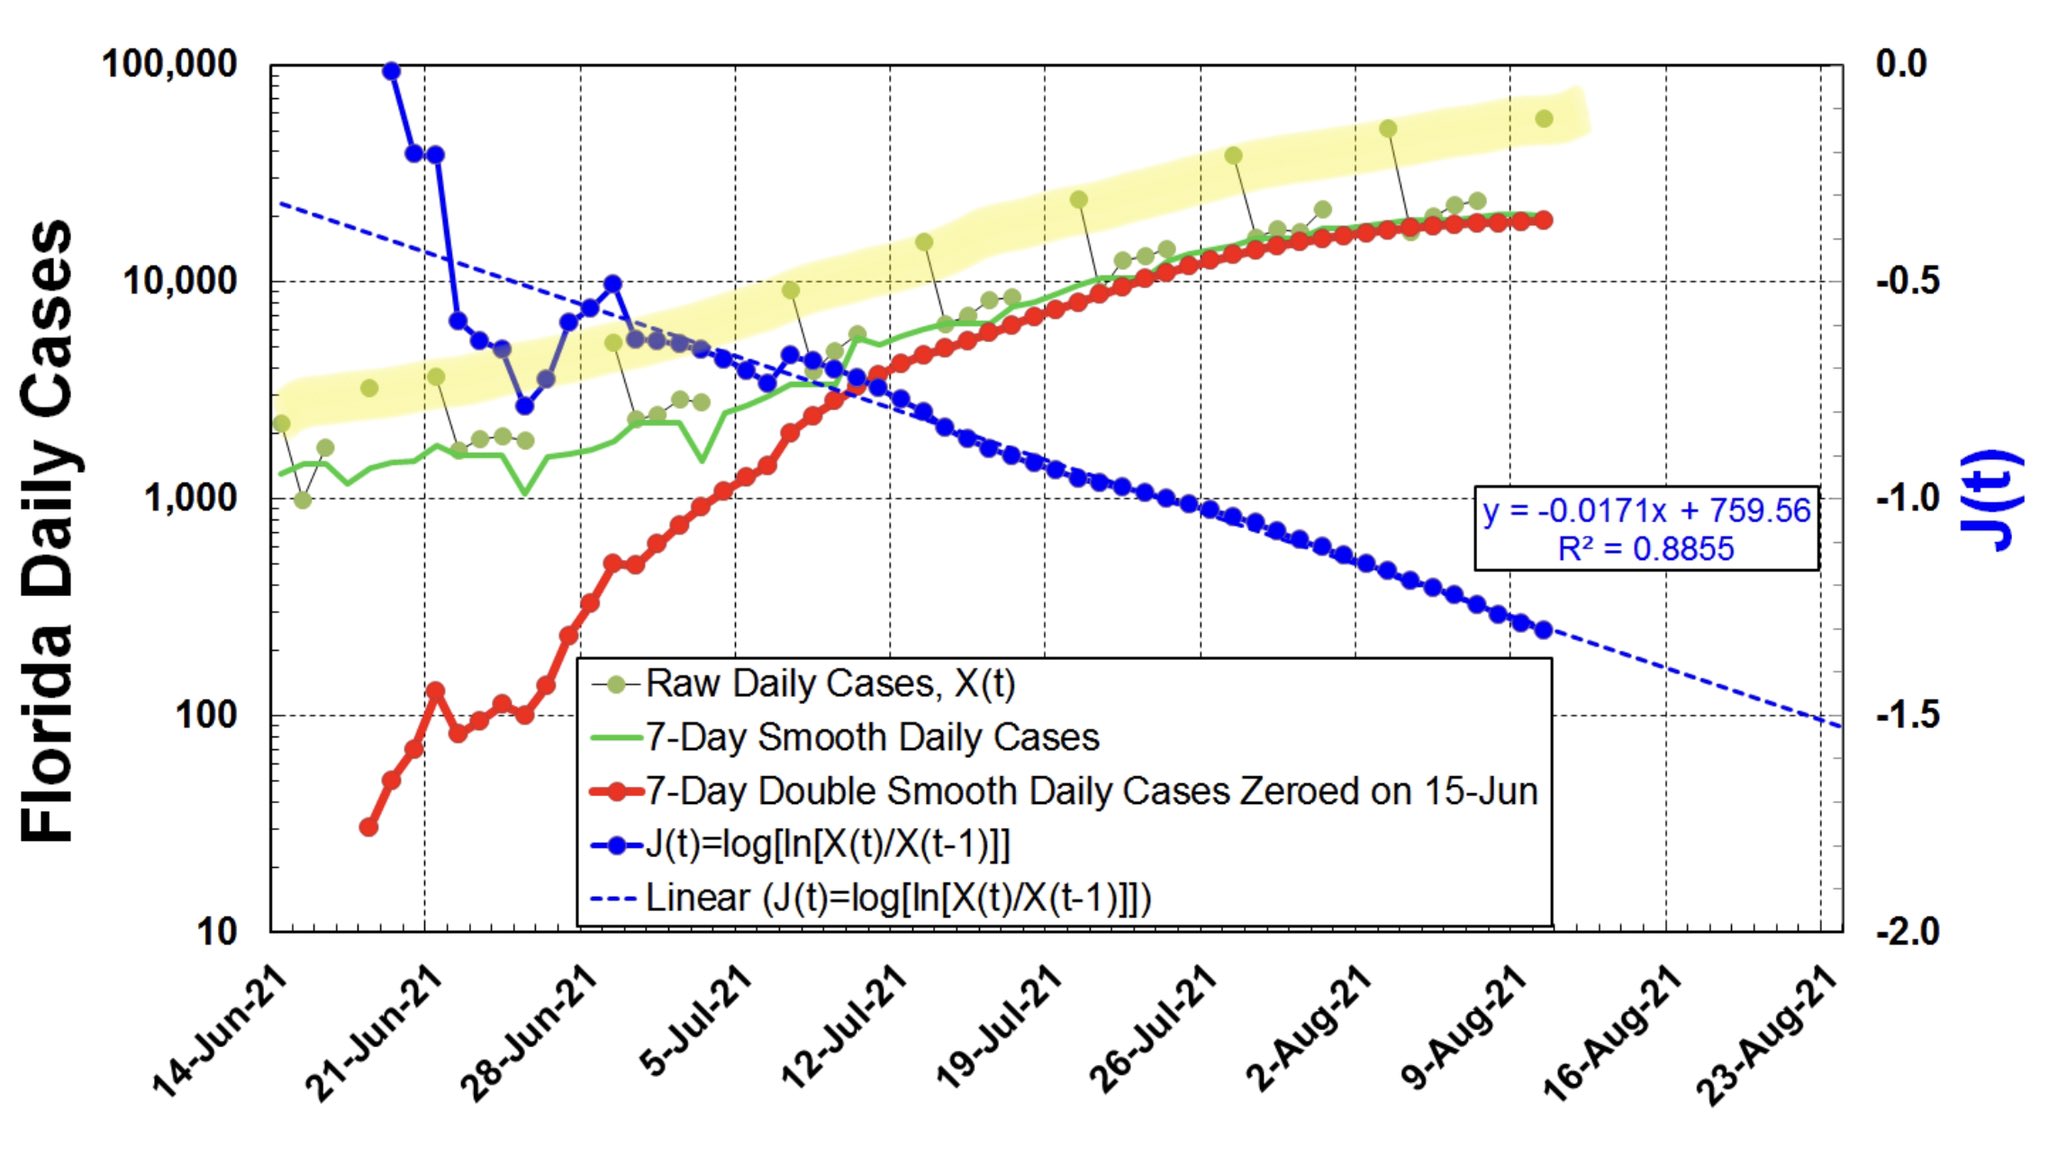 Florida Daily Cases
100,000
10,000
1,000
100
10
0.0
-0.5
-1.0
-1.5
-2.0
J(t)
y = -0.0171x + 759.56
R² = 0.8855
Raw Daily Cases, X(t)
7-Day Smooth Daily Cases
7-Day Double Smooth Daily Cases Zeroed on 15-Jun
J(t)=log[ln[X(t)/X(t-1)]]
Linear (J(t)=log[ln[X(t)/X(t-1)]])
14-Jun-21
21-Jun-21
28-Jun-21
5-Jul-21
12-Jul-21
19-Jul-21
26-Jul-21
2-Aug-21
9-Aug-21
16-Aug-21
23-Aug-21